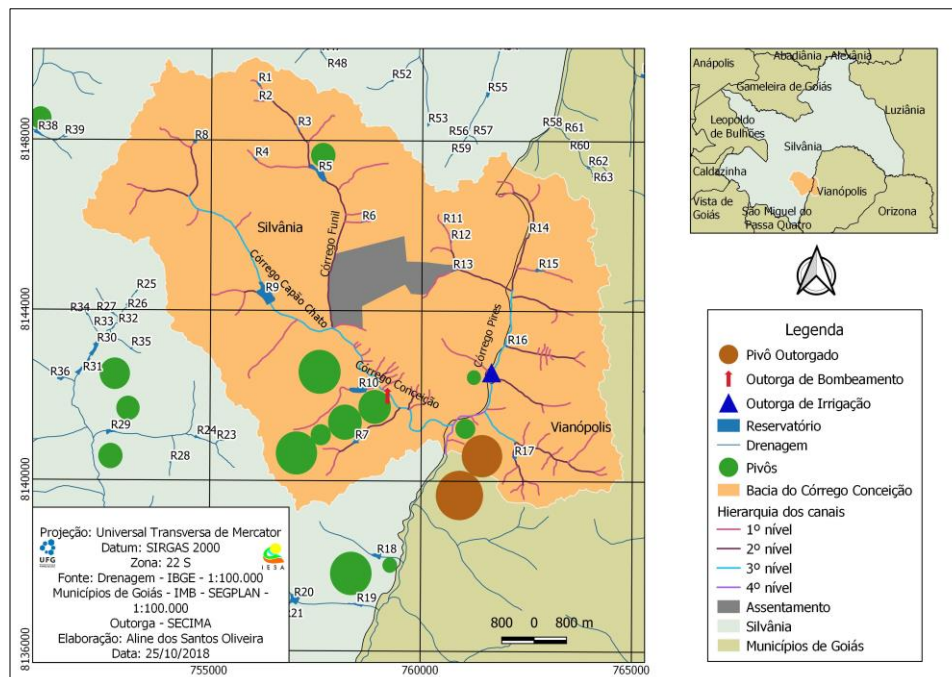 R48
R52
R55
R53
R56
R57
R59
R58
R61
R60
R62
R63
R1
R2
R3
R4
R5
R6
R8
R38
R39
R11
R12
R13
R14
R15
R16
R17
R9
R10
R7
R25
R26
R27
R34
R33
R32
R30
R35
R36
R31
R29
R24
R23
R28
R18
R19
R20
R21
Silvânia
Vianópolis
Córrego Funil
Córrego Capão Chato
Córrego Conceição
Córrego Pires
8148000
8144000
8140000
8136000
755000
760000
765000
Projeção: Universal Transversa de Mercator
Datum: SIRGAS 2000
Zona: 22 S
Fonte: Drenagem - IBGE - 1:100.000
Municípios de Goiás - IMB - SEGPLAN -
1:100.000
Outorga - SECIMA
Elaboração: Aline dos Santos Oliveira
Data: 25/10/2018
UFG
IESA
800 0 800 m
Abadiânia
Alexânia
Anápolis
Gameleira de Goiás
Luziânia
Leopoldo
de Bulhões
Silvânia
Caldazinha
Vianópolis
Vista de
Goiás
São Miguel do
Passa Quatro
Orizona
Legenda
Pivô Outorgado
Outorga de Bombeamento
Outorga de Irrigação
Reservatório
Drenagem
Pivôs
Bacia do Córrego Conceição
Hierarquia dos canais
1º nível
2º nível
3º nível
4º nível
Assentamento
Silvânia
Municípios de Goiás